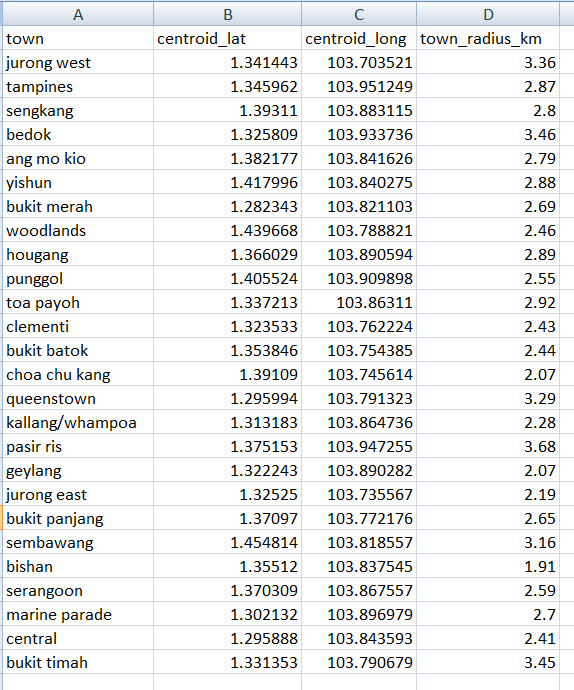 A B C D
town centroid_lat centroid_long town_radius_km
jurong west 1.341443 103.703521 3.36
tampines 1.345962 103.951249 2.87
sengkang 1.39311 103.883115 2.8
bedok 1.325809 103.933736 3.46
ang mo kio 1.382177 103.841626 2.79
yishun 1.417996 103.840275 2.88
bukit merah 1.282343 103.821103 2.69
woodlands 1.439668 103.788821 2.46
hougang 1.366029 103.890594 2.89
punggol 1.405524 103.909898 2.55
toa payoh 1.337213 103.86311 2.92
clementi 1.323533 103.762224 2.43
bukit batok 1.353846 103.754385 2.44
choa chu kang 1.39109 103.745614 2.07
queenstown 1.295994 103.791323 3.29
kallang/whampoa 1.313183 103.864736 2.28
pasir ris 1.375153 103.947255 3.68
geylang 1.322243 103.890282 2.07
jurong east 1.32525 103.735567 2.19
bukit panjang 1.37097 103.772176 2.65
sembawang 1.454814 103.818557 3.16
bishan 1.35512 103.837545 1.91
serangoon 1.370309 103.867557 2.59
marine parade 1.302132 103.896979 2.7
central 1.295888 103.843593 2.41
bukit timah 1.331353 103.790679 3.45